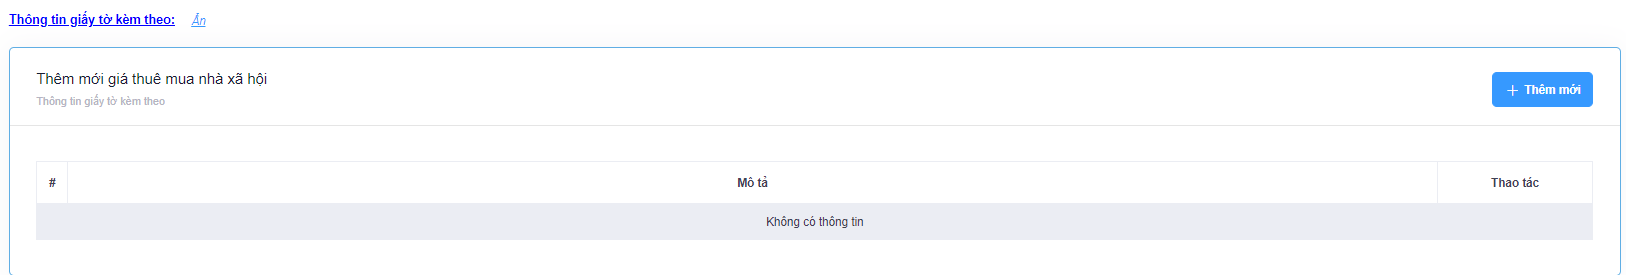 Thông tin giấy tờ kèm theo: Ẩn
Thêm mới giá thuê mua nhà xã hội
Thông tin giấy tờ kèm theo
+ Thêm mới
# Mô tả Thao tác
Không có thông tin